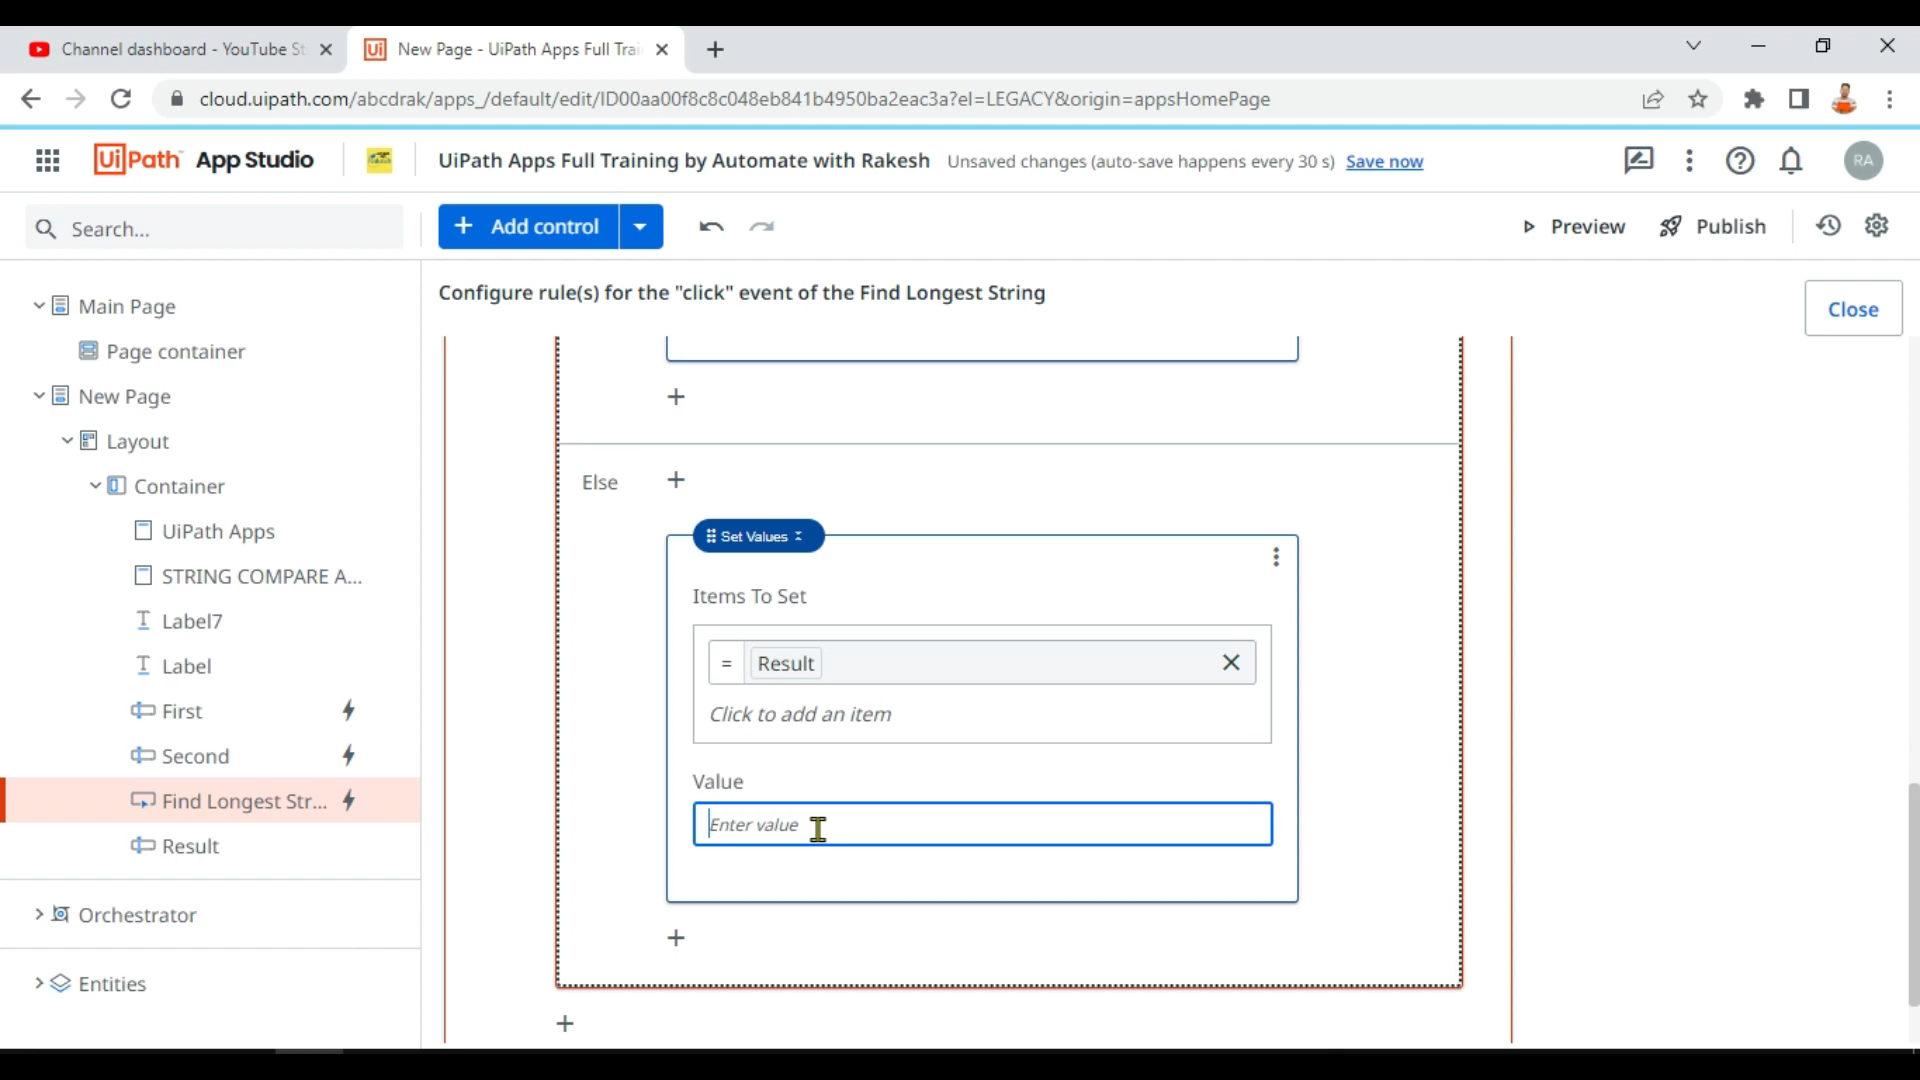 Channel dashboard - YouTube St
New Page - UiPath Apps Full Trai
cloud.uipath.com/abcdrak/apps_/default/edit/ID00aa00f8c8c048eb841b4950ba2eac3a?el=LEGACY&origin=appsHomePage
UiPath App Studio
UiPath Apps Full Training by Automate with Rakesh
Unsaved changes (auto-save happens every 30 s) Save now
RA
Search...
+ Add control
Preview
Publish
Configure rule(s) for the "click" event of the Find Longest String
Close
Main Page
Page container
New Page
Layout
Container
UiPath Apps
STRING COMPARE A...
Label7
Label
First
Second
Find Longest Str...
Result
Orchestrator
Entities
+
Else +
Set Values
Items To Set
= Result
Click to add an item
Value
Enter value
+
+